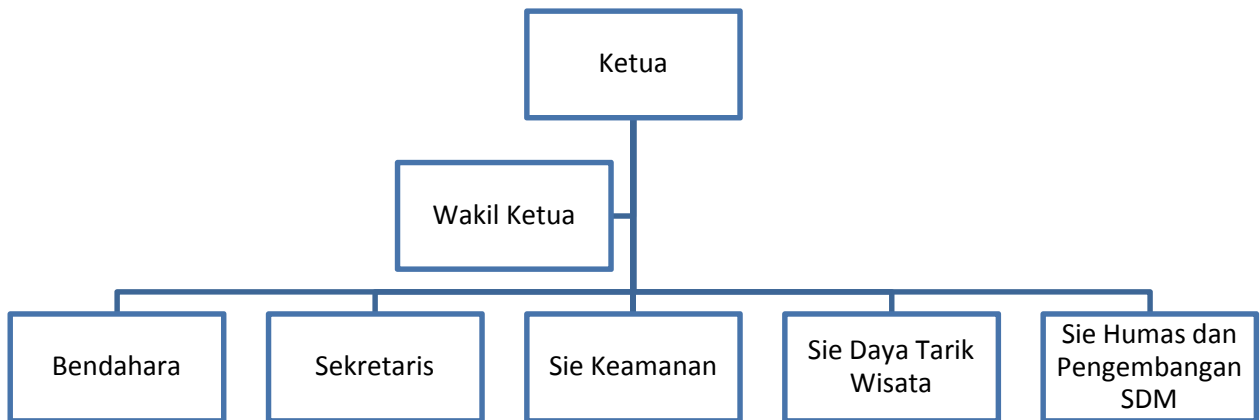 Ketua
Wakil Ketua
Bendahara
Sekretaris
Sie Keamanan
Sie Daya Tarik
Wisata
Sie Humas dan
Pengembangan
SDM